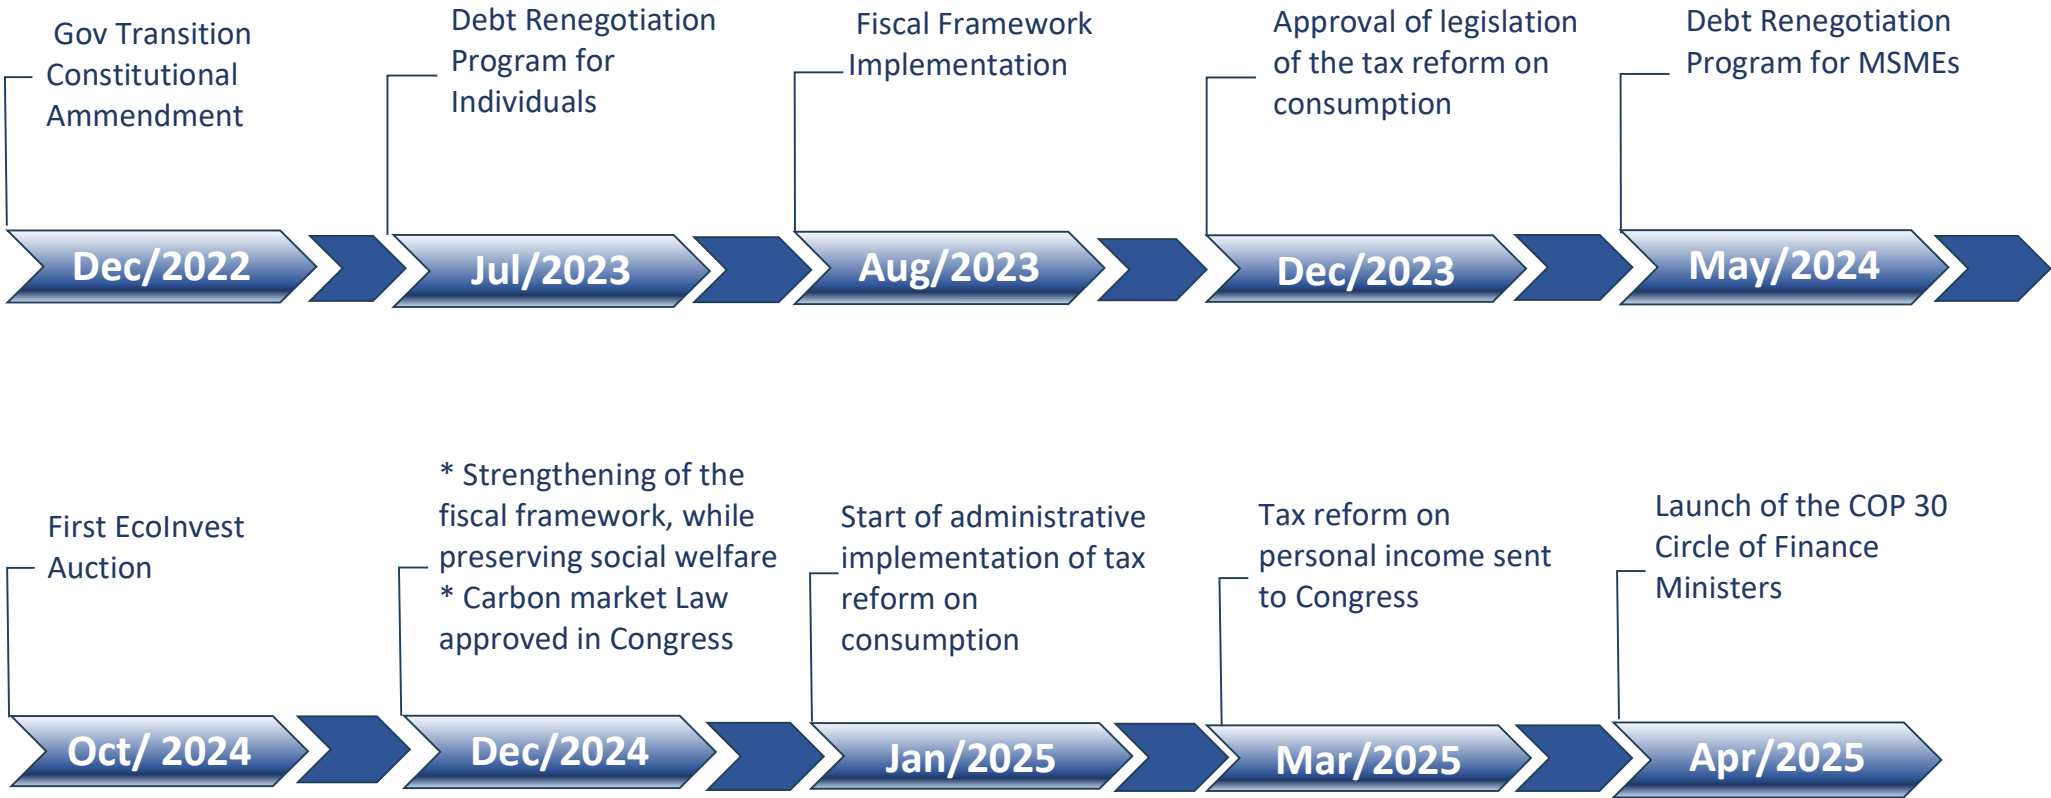 Gov Transition
Constitutional
Ammendment
Dec/2022
Debt Renegotiation
Program for
Individuals
Jul/2023
Fiscal Framework
Implementation
Aug/2023
Approval of legislation
of the tax reform on
consumption
Dec/2023
Debt Renegotiation
Program for MSMEs
May/2024
First EcoInvest
Auction
Oct/ 2024
* Strengthening of the
fiscal framework, while
preserving social welfare
* Carbon market Law
approved in Congress
Dec/2024
Start of administrative
implementation of tax
reform on
consumption
Jan/2025
Tax reform on
personal income sent
to Congress
Mar/2025
Launch of the COP 30
Circle of Finance
Ministers
Apr/2025